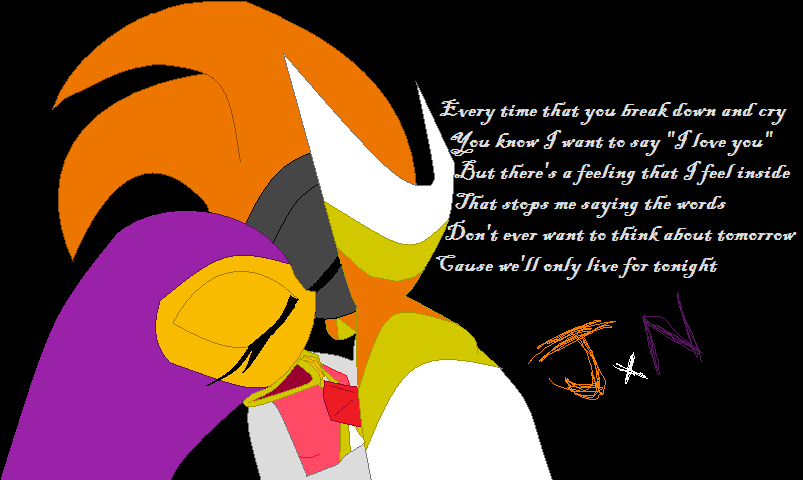 Every time that you break down and cry
You know I want to say "I love you"
But there's a feeling that I feel inside
That stops me saying the words
Don't ever want to think about tomorrow
'Cause we'll only live for tonight
J + N